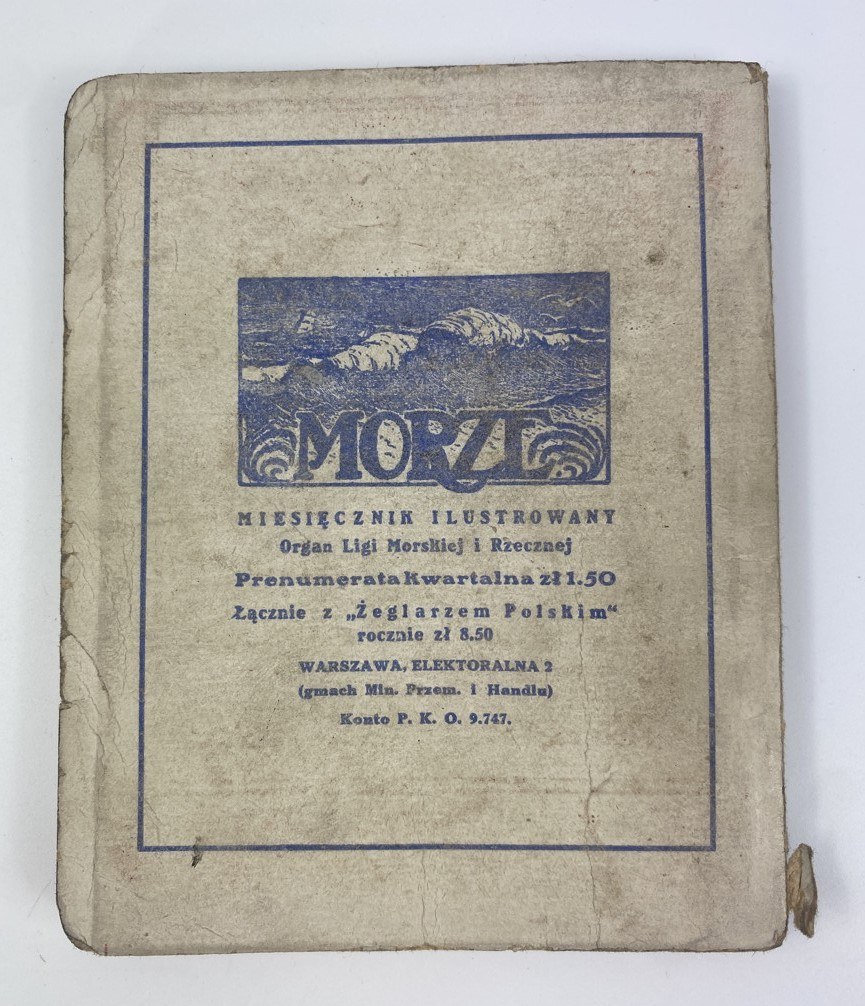 MORZE
MIESIĘCZNIK ILUSTROWANY
Organ Ligi Morskiej i Rzecznej
Prenumerata kwartalna zł 1.50
Łącznie z „Żeglarzem Polskim“
rocznie zł 8.50
WARSZAWA, ELEKTORALNA 2
(gmach Min. Przem. i Handlu)
Konto P. K. O. 9.747.